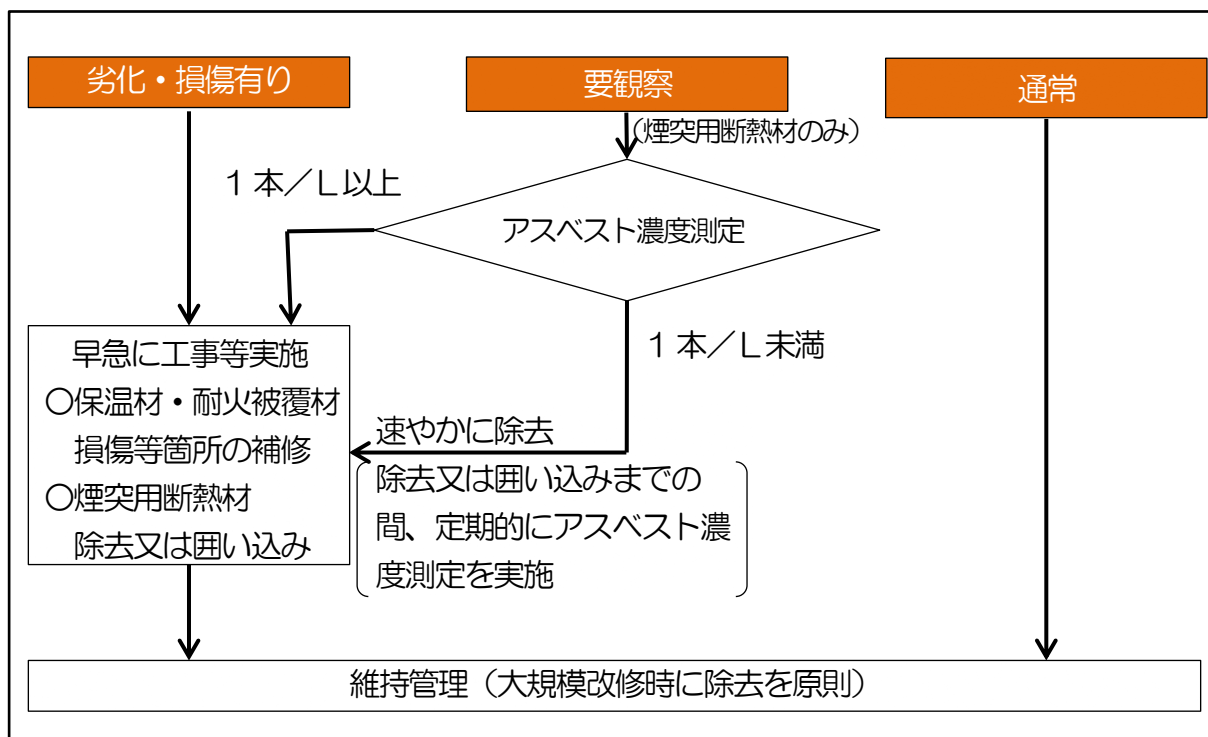 劣化・損傷有り
要観察
通常
(煙突用断熱材のみ)
1本/L以上
アスベスト濃度測定
1本/L未満
早急に工事等実施
○保温材・耐火被覆材
損傷等箇所の補修
○煙突用断熱材
除去又は囲い込み
速やかに除去
除去又は囲い込みまでの
間、定期的にアスベスト濃
度測定を実施
維持管理(大規模改修時に除去を原則)